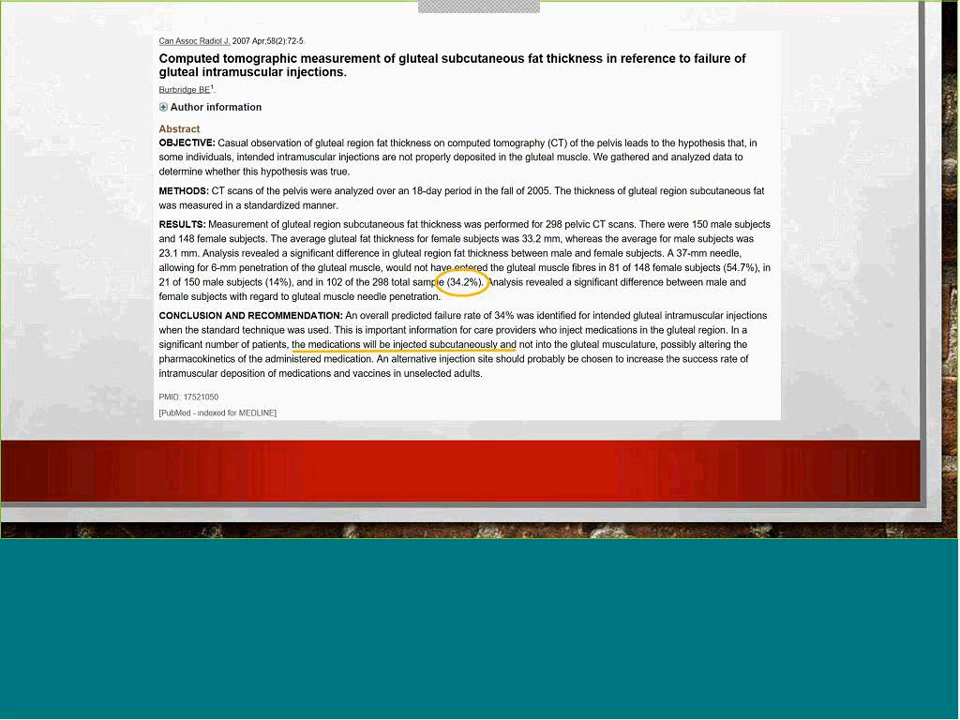 Can Assoc Radiol J. 2007 Apr;58(2):72-5.
Computed tomographic measurement of gluteal subcutaneous fat thickness in reference to failure of
gluteal intramuscular injections.
Burbridge BE1.
Author information
Abstract
OBJECTIVE: Casual observation of gluteal region fat thickness on computed tomography (CT) of the pelvis leads to the hypothesis that, in
some individuals, intended intramuscular injections are not properly deposited in the gluteal muscle. We gathered and analyzed data to
determine whether this hypothesis was true.
METHODS: CT scans of the pelvis were analyzed over an 18-day period in the fall of 2005. The thickness of gluteal region subcutaneous fat
was measured in a standardized manner.
RESULTS: Measurement of gluteal region subcutaneous fat thickness was performed for 298 pelvic CT scans. There were 150 male subjects
and 148 female subjects. The average gluteal fat thickness for female subjects was 33.2 mm, whereas the average for male subjects was
23.1 mm. Analysis revealed a significant difference in gluteal region fat thickness between male and female subjects. A 37-mm needle,
allowing for 6-mm penetration of the gluteal muscle, would not have entered the gluteal muscle fibres in 81 of 148 female subjects (54.7%), in
21 of 150 male subjects (14%), and in 102 of the 298 total sample (34.2%). Analysis revealed a significant difference between male and
female subjects with regard to gluteal muscle needle penetration.
CONCLUSION AND RECOMMENDATION: An overall predicted failure rate of 34% was identified for intended gluteal intramuscular injections
when the standard technique was used. This is important information for care providers who inject medications in the gluteal region. In a
significant number of patients, the medications will be injected subcutaneously and not into the gluteal musculature, possibly altering the
pharmacokinetics of the administered medication. An alternative injection site should probably be chosen to increase the success rate of
intramuscular deposition of medications and vaccines in unselected adults.
PMID: 17521050
[PubMed - indexed for MEDLINE]